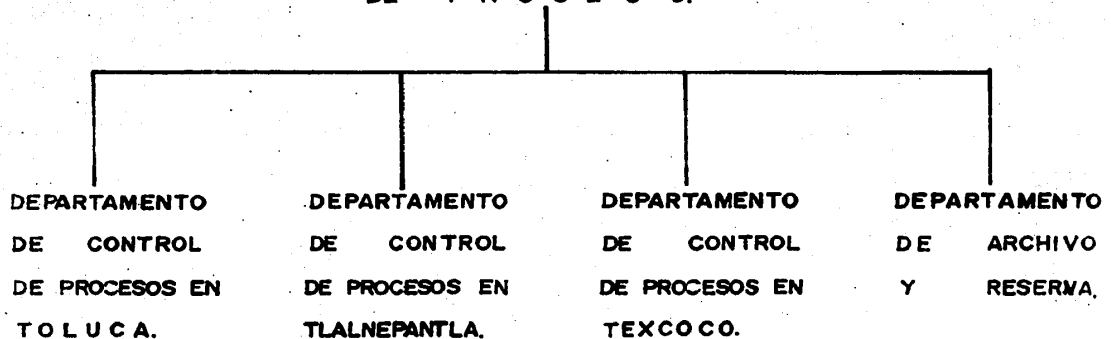 DE
DEPARTAMENTO
DE CONTROL
DE PROCESOS EN
TOLUCA.
DEPARTAMENTO
DE CONTROL
DE PROCESOS EN
TLALNEPANTLA.
DEPARTAMENTO
DE CONTROL
DE PROCESOS EN
TEXCOCO.
DEPARTAMENTO
DE ARCHIVO
Y RESERVA.